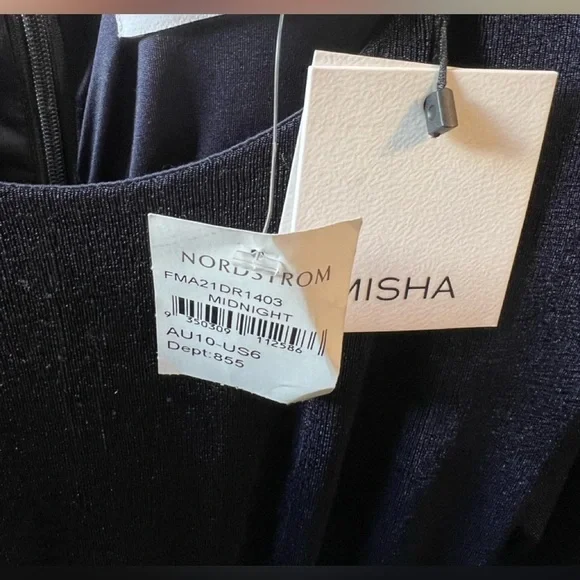 NORDSTROM
FMA21DR1403
MIDNIGHT
9 350309 112586
AU10-US6
Dept:855
MISHA